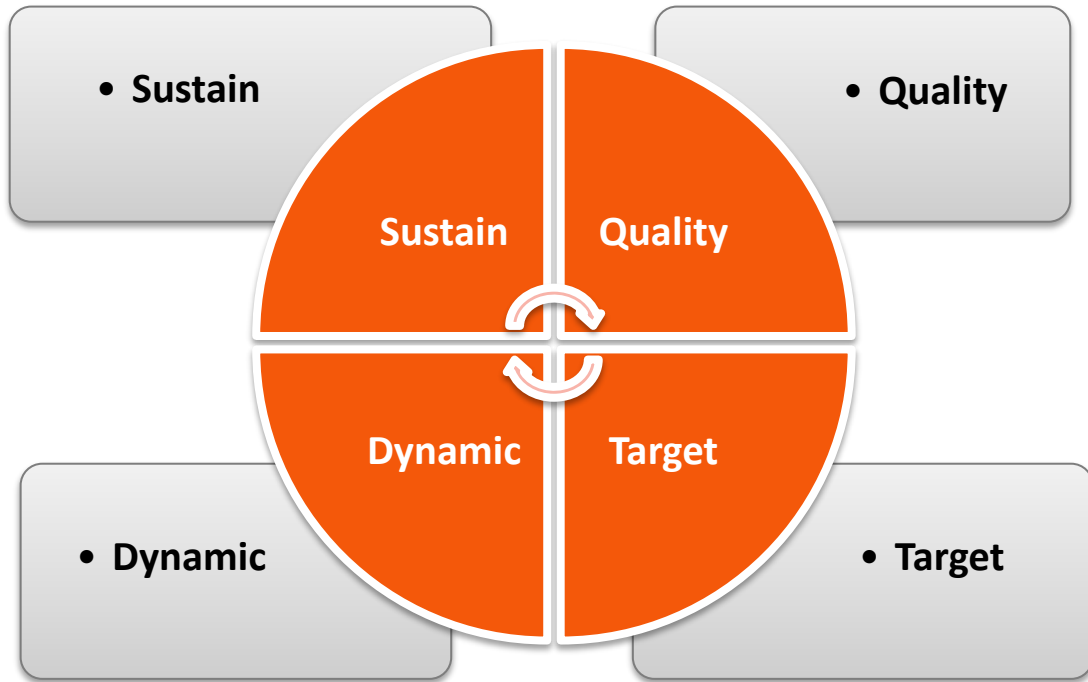 • Sustain
• Quality
Sustain
Quality
Dynamic
Target
• Dynamic
• Target